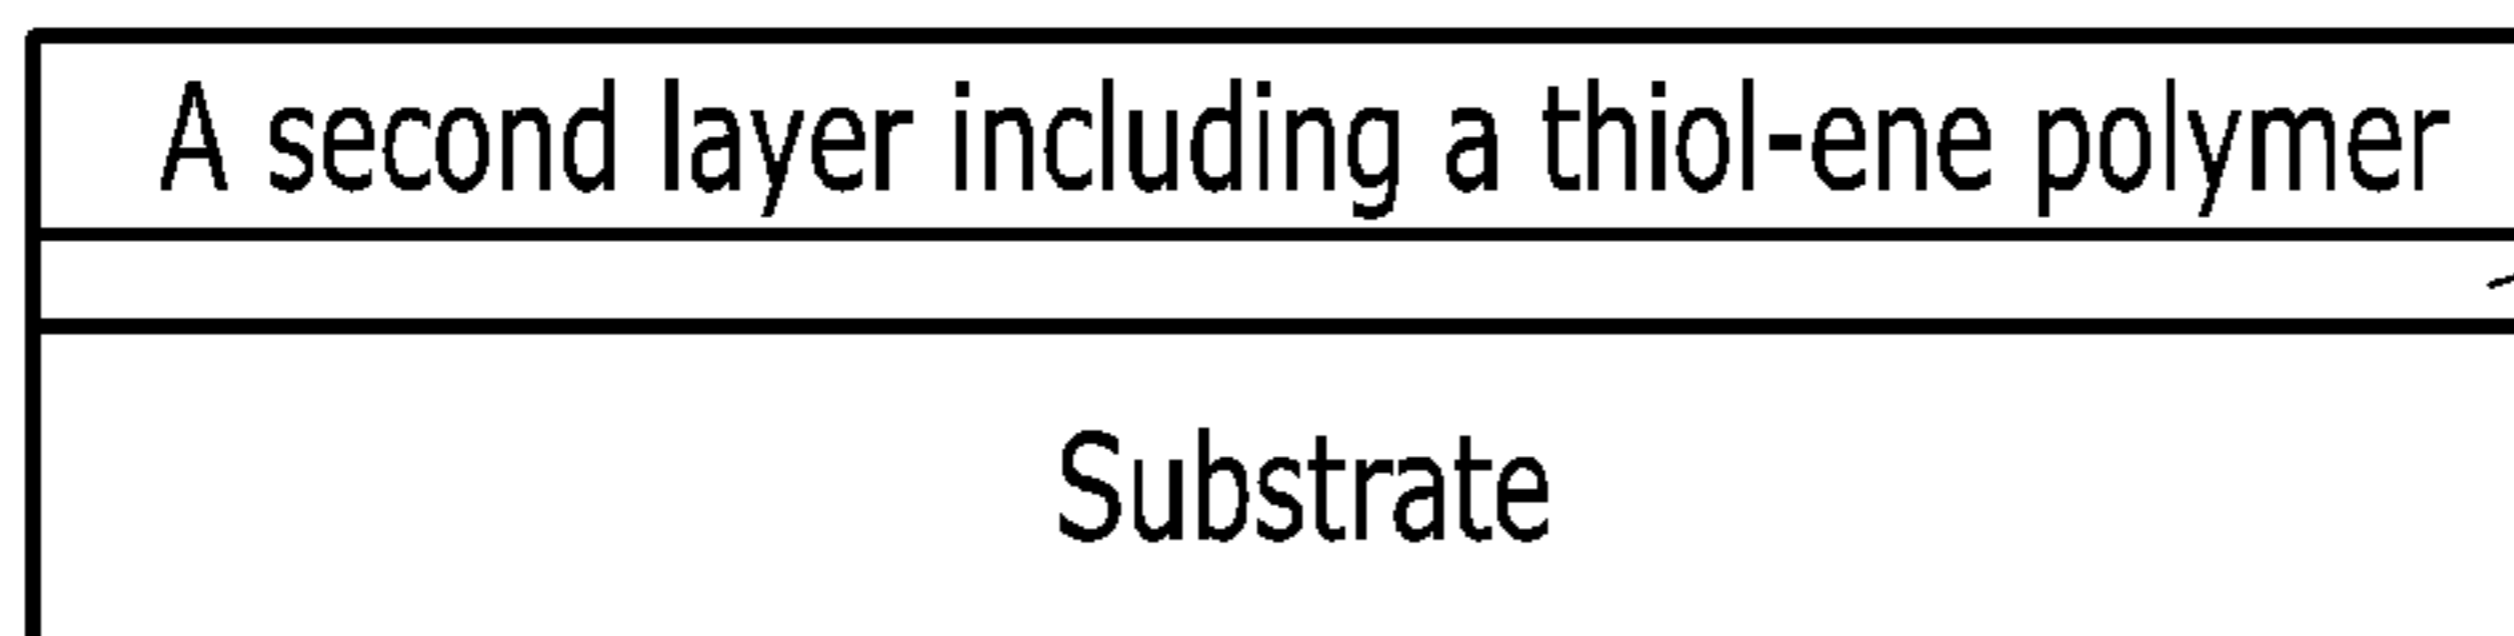 A second layer including a thiol-ene polymer
Substrate